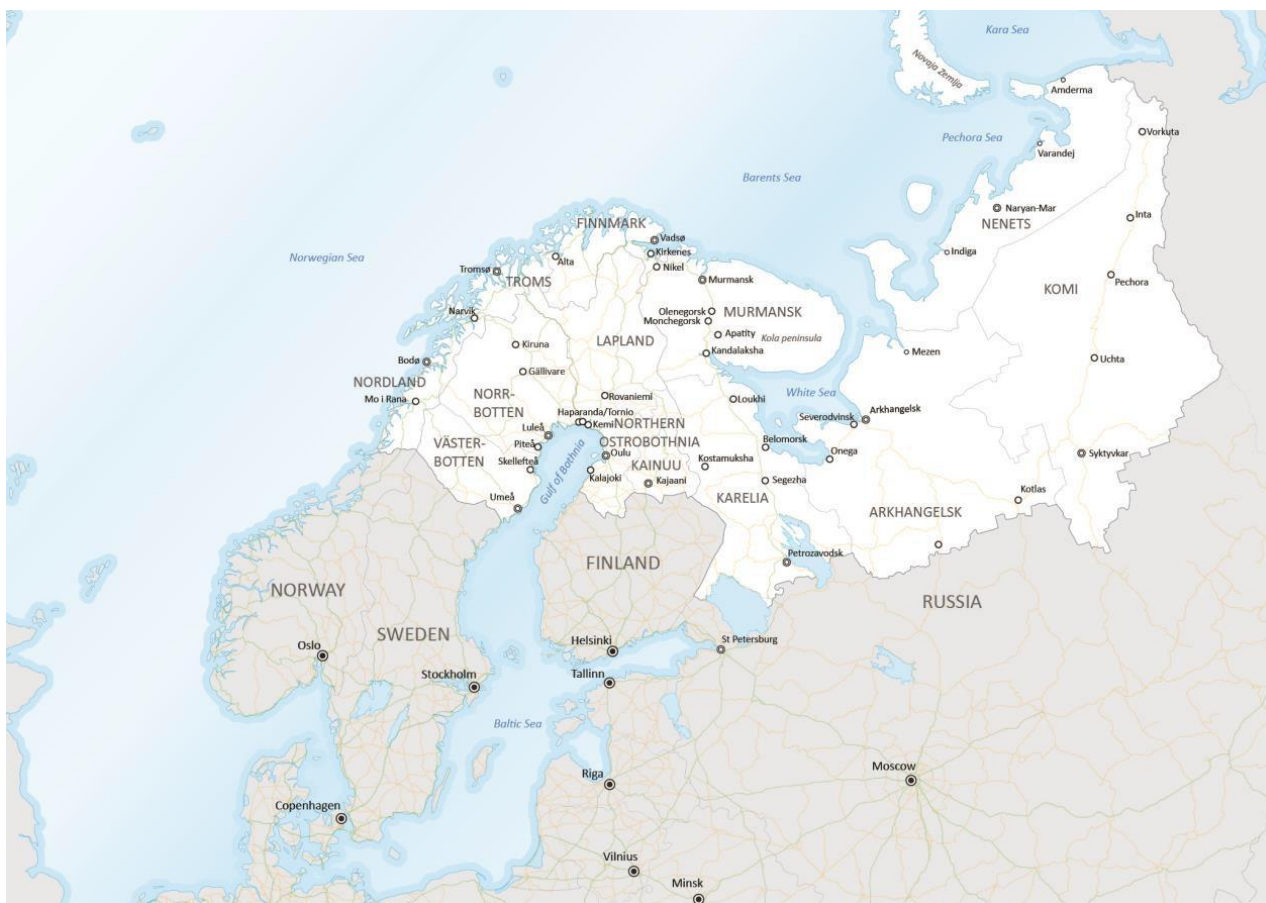 Kara Sea
Novaja Zemlja
Amderma
Pechora Sea
Vorkuta
Varandej
Barents Sea
Naryan-Mar
NENETS
Inta
FINNMARK
Vadsø
Kirkenes
Indiga
Norwegian Sea
Alta
Nikel
Tromsø
TROMS
Murmansk
Pechora
KOMI
Olenegorsk
MURMANSK
Narvik
Monchegorsk
Apatity
Kola peninsula
Kiruna
LAPLAND
Kandalaksha
Mezen
Uchta
Bodø
Gällivare
NORDLAND
NORR-
BOTTEN
White Sea
Mo i Rana
Rovaniemi
Loukhi
Haparanda/Tornio
Kemi
NORTHERN
OSTROBOTHNIA
Severodvinsk
Arkhangelsk
Luleå
VÄSTER-
BOTTEN
Piteå
Oulu
Belomorsk
Onega
Syktyvkar
Skellefteå
Gulf of Bothnia
KAINUU
Kostamuksha
Kalajoki
Kajaani
Segezha
Umeå
KARELIA
Kotlas
ARKHANGELSK
Petrozavodsk
FINLAND
NORWAY
RUSSIA
SWEDEN
Oslo
Helsinki
St Petersburg
Stockholm
Tallinn
Baltic Sea
Riga
Moscow
Copenhagen
Vilnius
Minsk